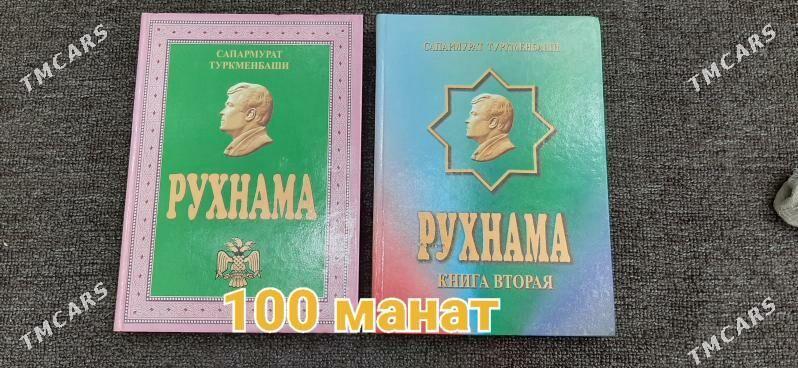 TMCARS
TMCARS
САПАРМУРАТ
ТУРКМЕНБАШИ
РУХНАМА
САПАРМУРАТ ТУРКМЕНБАШИ
РУХНАМА
КНИГА ВТОРАЯ
100 манат
TMCARS
TMCARS